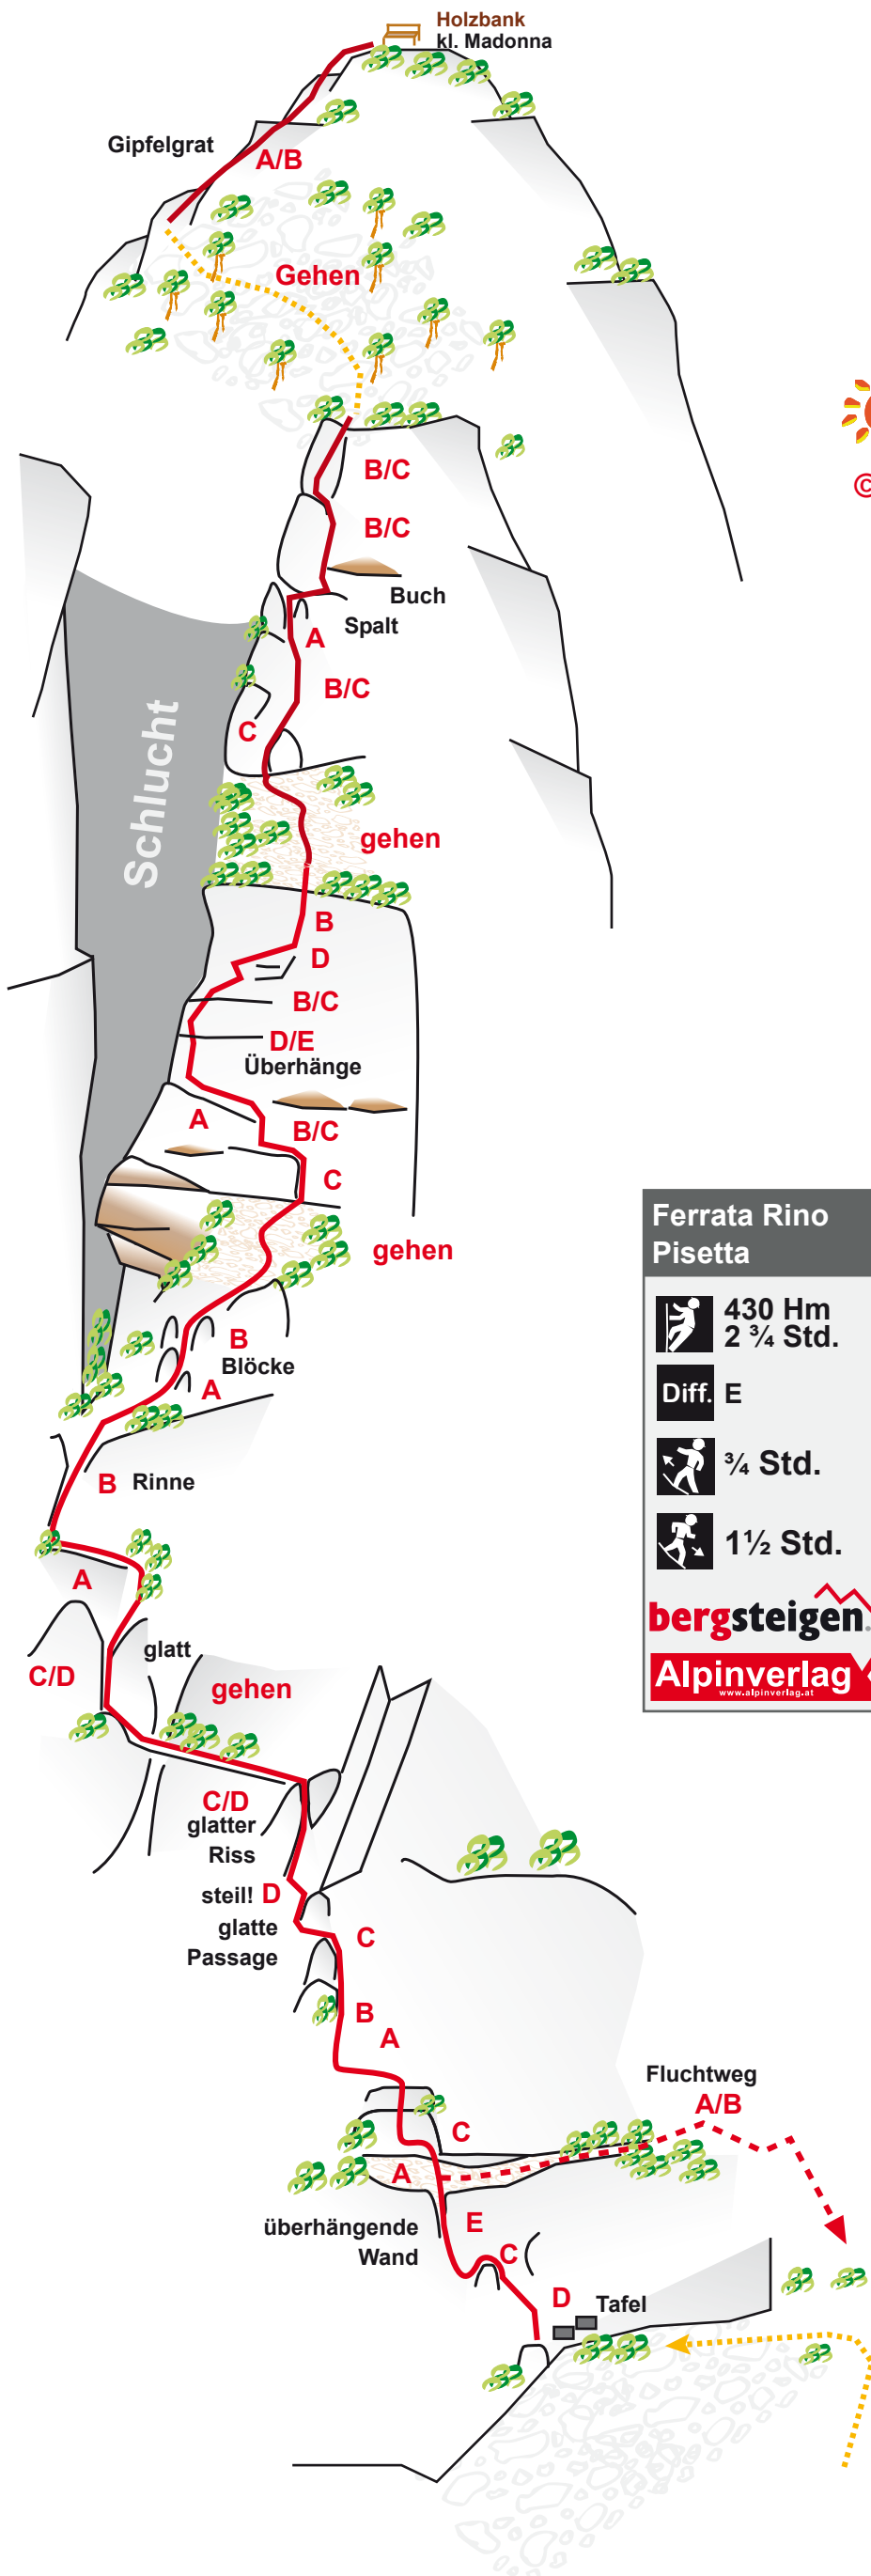 Holzbank
kl. Madonna
Gipfelgrat
A/B
Gehen
B/C
©
B/C
Buch
Spalt
A
B/C
C
Schlucht
gehen
B
D
B/C
D/E
Überhänge
A
B/C
C
gehen
B
Blöcke
A
B Rinne
A
glatt
C/D
gehen
C/D
glatter
Riss
steil! D
glatte
Passage
C
B
A
Fluchtweg
A/B
C
A
E
überhängende
Wand
C
D
Tafel
Ferrata Rino
Pisetta
430 Hm
2 ¾ Std.
Diff. E
¾ Std.
1½ Std.
bergsteigen.
Alpinverlag
www.alpinverlag.at